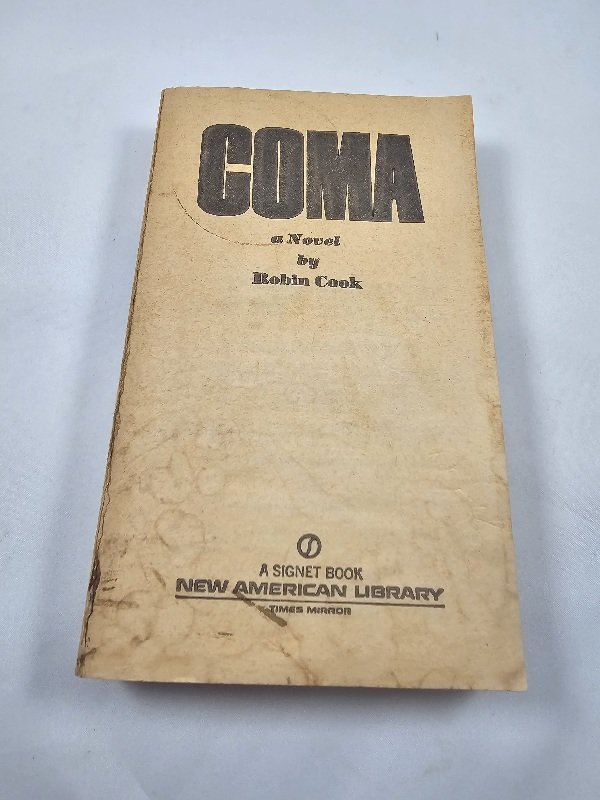 COMA
a Novel
by
Robin Cook
A SIGNET BOOK
NEW AMERICAN LIBRARY
TIMES MIRROR